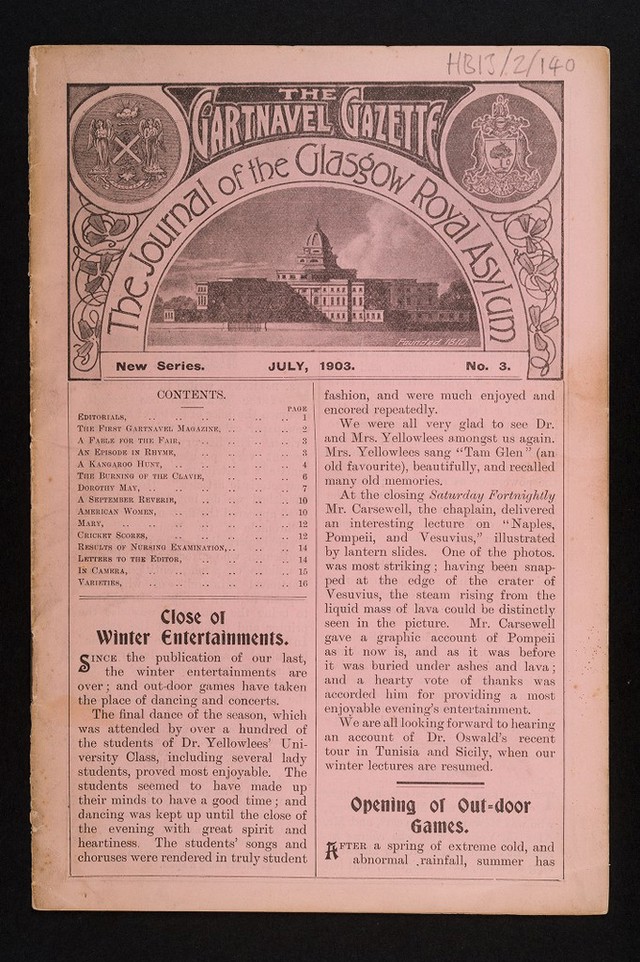 HB13/2/140
THE
GARTNAVEL GAZETTE
The Journal of the Glasgow Royal Asylum
Founded 1810
New Series. JULY, 1903. No. 3.
CONTENTS.
PAGE
EDITORIALS, .. .. .. .. .. 1
THE FIRST GARTNAVEL MAGAZINE, .. .. .. 2
A FABLE FOR THE FAIR, .. .. .. .. 3
AN EPISODE IN RHYME, .. .. .. .. 3
A KANGAROO HUNT, .. .. .. .. .. 4
THE BURNING OF THE CLAVIE, .. .. .. 6
DOROTHY MAY, .. .. .. .. .. 7
A SEPTEMBER REVERIE, .. .. .. .. 10
AMERICAN WOMEN, .. .. .. .. .. 10
MARY, .. .. .. .. .. .. 12
CRICKET SCORES, .. .. .. .. .. 12
RESULTS OF NURSING EXAMINATION, .. .. .. 14
LETTERS TO THE EDITOR, .. .. .. .. 14
IN CAMERA, .. .. .. .. .. 15
VARIETIES, .. .. .. .. .. 16
Close of
Winter Entertainments.
SINCE the publication of our last,
the winter entertainments are
over; and out-door games have taken
the place of dancing and concerts.
The final dance of the season, which
was attended by over a hundred of
the students of Dr. Yellowlees' Uni-
versity Class, including several lady
students, proved most enjoyable. The
students seemed to have made up
their minds to have a good time; and
dancing was kept up until the close of
the evening with great spirit and
heartiness. The students' songs and
choruses were rendered in truly student
fashion, and were much enjoyed and
encored repeatedly.
We were all very glad to see Dr.
and Mrs. Yellowlees amongst us again.
Mrs. Yellowlees sang "Tam Glen" (an
old favourite), beautifully, and recalled
many old memories.
At the closing Saturday Fortnightly
Mr. Carsewell, the chaplain, delivered
an interesting lecture on "Naples,
Pompeii, and Vesuvius," illustrated
by lantern slides. One of the photos.
was most striking; having been snap-
ped at the edge of the crater of
Vesuvius, the steam rising from the
liquid mass of lava could be distinctly
seen in the picture. Mr. Carsewell
gave a graphic account of Pompeii
as it now is, and as it was before
it was buried under ashes and lava;
and a hearty vote of thanks was
accorded him for providing a most
enjoyable evening's entertainment.
We are all looking forward to hearing
an account of Dr. Oswald's recent
tour in Tunisia and Sicily, when our
winter lectures are resumed.
Opening of Out-door
Games.
AFTER a spring of extreme cold, and
abnormal rainfall, summer has